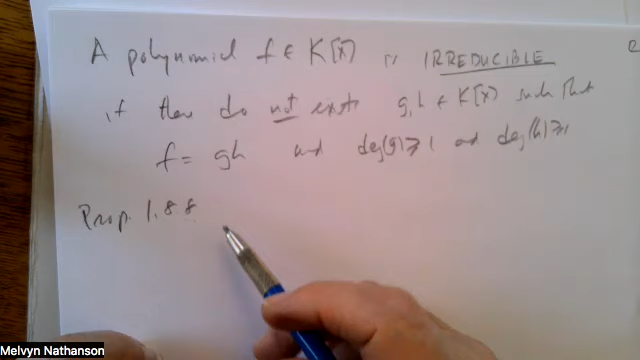 A polynomial f ∈ K[x] is IRREDUCIBLE
if there do not exist g, h ∈ K[x] such that
f = gh and deg(g) ≥ 1 and deg(h) ≥ 1
Prop. 1.8.8
Melvyn Nathanson